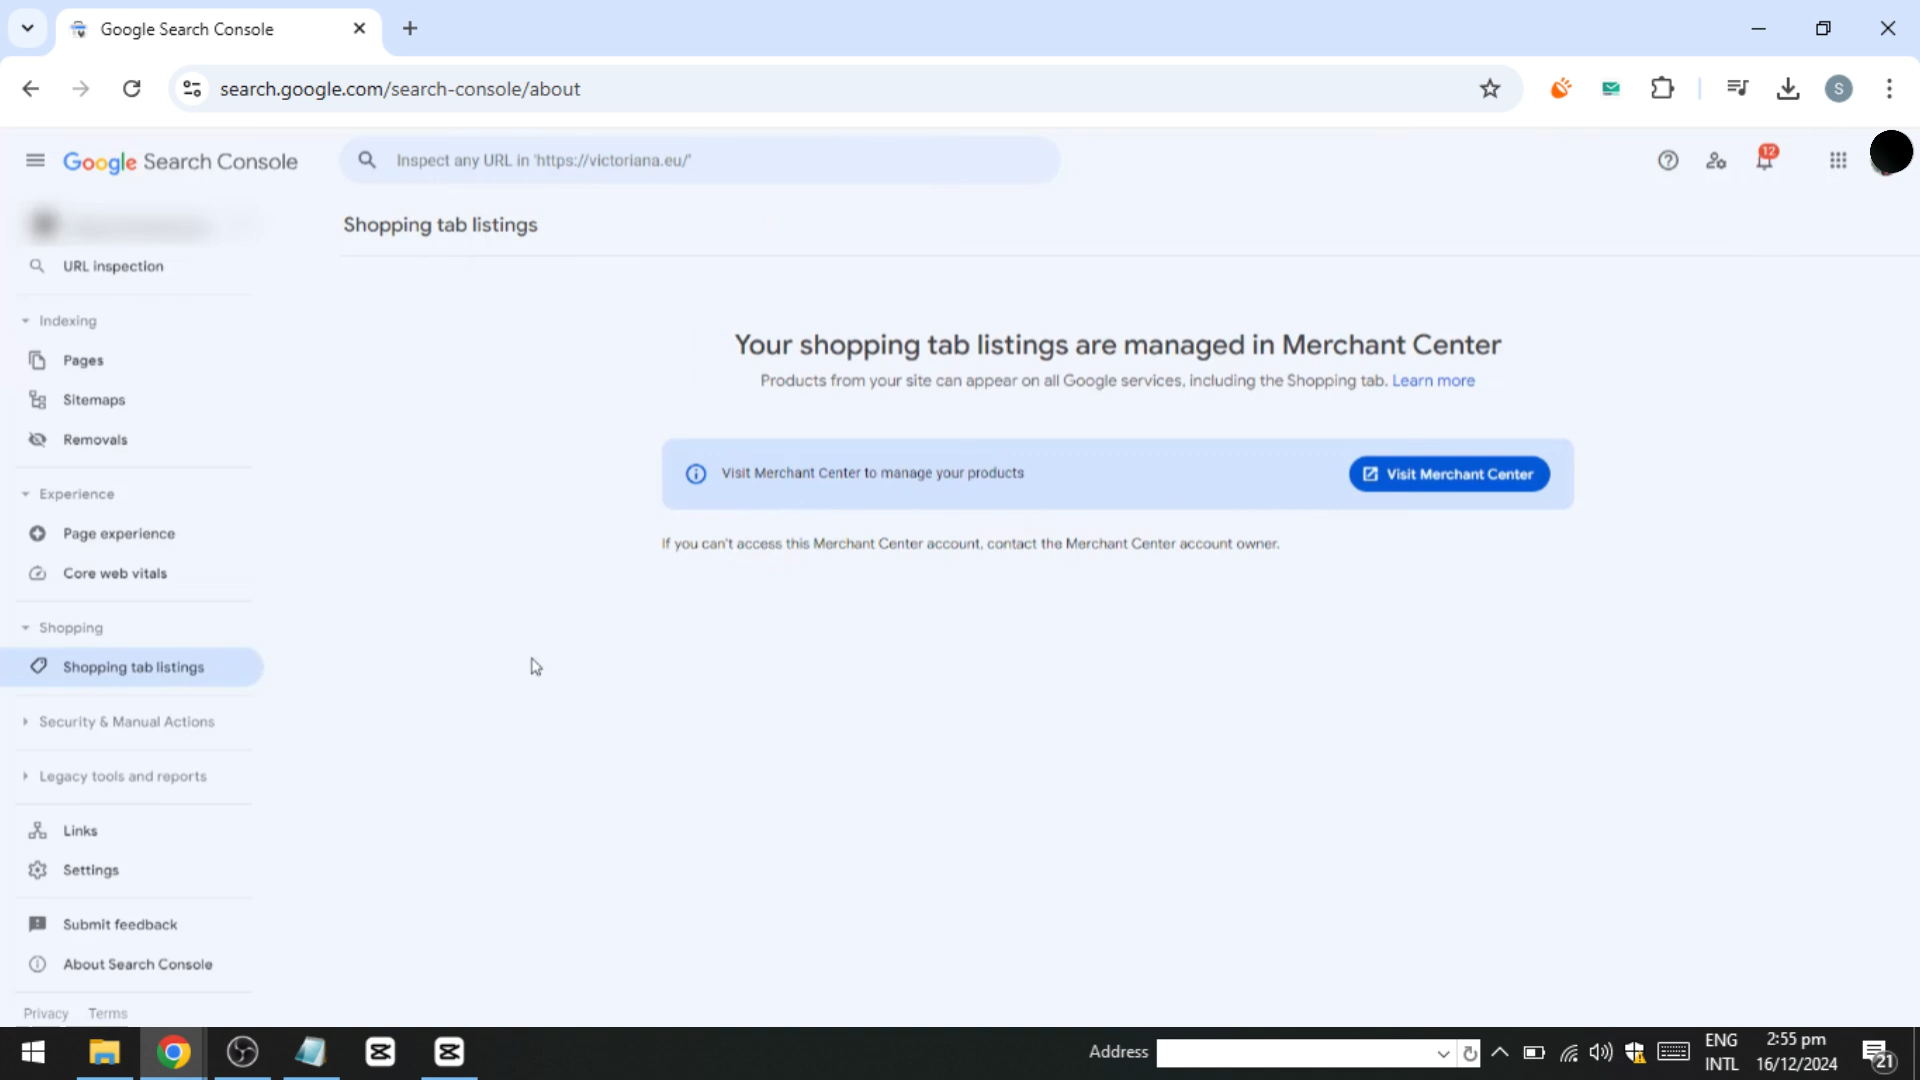 Google Search Console
search.google.com/search-console/about
S
Google Search Console
Inspect any URL in 'https://victoriana.eu/'
12
Shopping tab listings
URL inspection
Indexing
Pages
Sitemaps
Removals
Experience
Page experience
Core web vitals
Shopping
Shopping tab listings
Security & Manual Actions
Legacy tools and reports
Links
Settings
Submit feedback
About Search Console
Privacy Terms
Your shopping tab listings are managed in Merchant Center
Products from your site can appear on all Google services, including the Shopping tab. Learn more
Visit Merchant Center to manage your products
Visit Merchant Center
If you can't access this Merchant Center account, contact the Merchant Center account owner.
Address
ENG
INTL
2:55 pm
16/12/2024
21